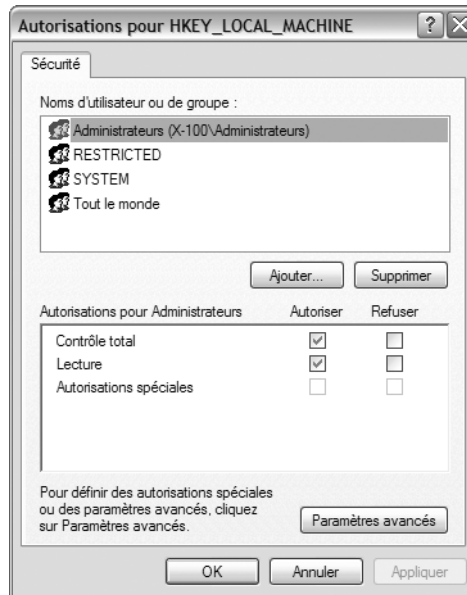 Autorisations pour HKEY_LOCAL_MACHINE
Sécurité
Noms d'utilisateur ou de groupe :
Administrateurs (X-100\Administrateurs)
RESTRICTED
SYSTEM
Tout le monde
Ajouter... Supprimer
Autorisations pour Administrateurs Autoriser Refuser
Contrôle total
Lecture
Autorisations spéciales
Pour définir des autorisations spéciales
ou des paramètres avancés, cliquez
sur Paramètres avancés.
Paramètres avancés
OK Annuler Appliquer